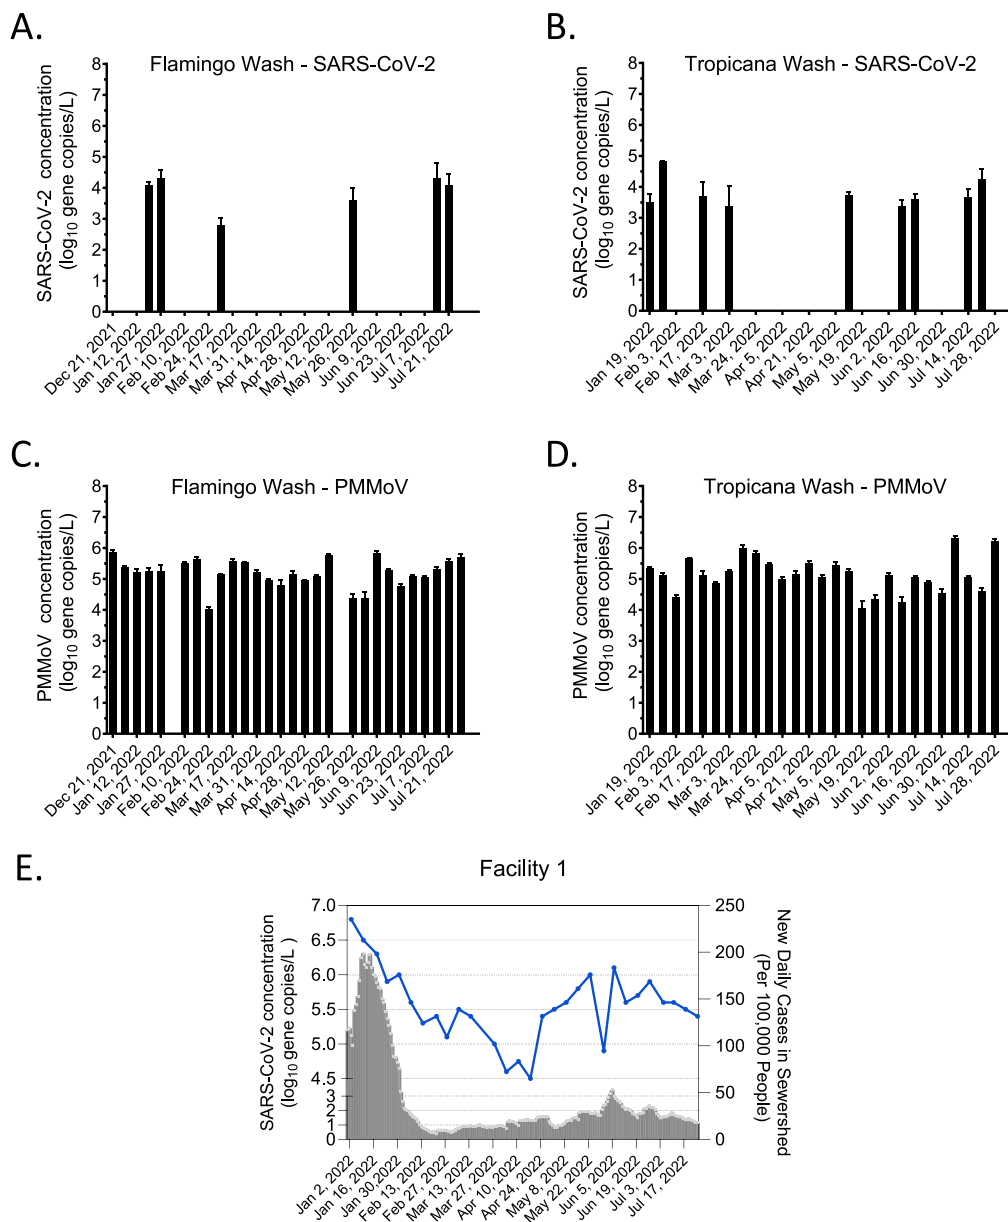 A.
Flamingo Wash - SARS-CoV-2
SARS-CoV-2 concentration
(log10 gene copies/L)
8
7
6
5
4
3
2
1
0
Dec 21, 2021
Jan 12, 2022
Jan 27, 2022
Feb 10, 2022
Feb 24, 2022
Mar 17, 2022
Mar 31, 2022
Apr 14, 2022
Apr 28, 2022
May 12, 2022
May 26, 2022
Jun 9, 2022
Jun 23, 2022
Jul 7, 2022
Jul 21, 2022
B.
Tropicana Wash - SARS-CoV-2
SARS-CoV-2 concentration
(log10 gene copies/L)
8
7
6
5
4
3
2
1
0
Jan 19, 2022
Feb 3, 2022
Feb 17, 2022
Mar 3, 2022
Mar 24, 2022
Apr 5, 2022
Apr 21, 2022
May 5, 2022
May 19, 2022
Jun 2, 2022
Jun 16, 2022
Jun 30, 2022
Jul 14, 2022
Jul 28, 2022
C.
Flamingo Wash - PMMoV
PMMoV concentration
(log10 gene copies/L)
8
7
6
5
4
3
2
1
0
Dec 21, 2021
Jan 12, 2022
Jan 27, 2022
Feb 10, 2022
Feb 24, 2022
Mar 17, 2022
Mar 31, 2022
Apr 14, 2022
Apr 28, 2022
May 12, 2022
May 26, 2022
Jun 9, 2022
Jun 23, 2022
Jul 7, 2022
Jul 21, 2022
D.
Tropicana Wash - PMMoV
PMMoV concentration
(log10 gene copies/L)
8
7
6
5
4
3
2
1
0
Jan 19, 2022
Feb 3, 2022
Feb 17, 2022
Mar 3, 2022
Mar 24, 2022
Apr 5, 2022
Apr 21, 2022
May 5, 2022
May 19, 2022
Jun 2, 2022
Jun 16, 2022
Jun 30, 2022
Jul 14, 2022
Jul 28, 2022
E.
Facility 1
SARS-CoV-2 concentration
(log10 gene copies/L )
7.0
6.5
6.0
5.5
5.0
4.5
3
2
1
0
250
200
150
100
50
0
New Daily Cases in Sewershed
(Per 100,000 People)
Jan 2, 2022
Jan 16, 2022
Jan 30,2022
Feb 13, 2022
Feb 27, 2022
Mar 13, 2022
Mar 27, 2022
Apr 10, 2022
Apr 24, 2022
May 8, 2022
May 22, 2022
Jun 5, 2022
Jun 19, 2022
Jul 3, 2022
Jul 17, 2022